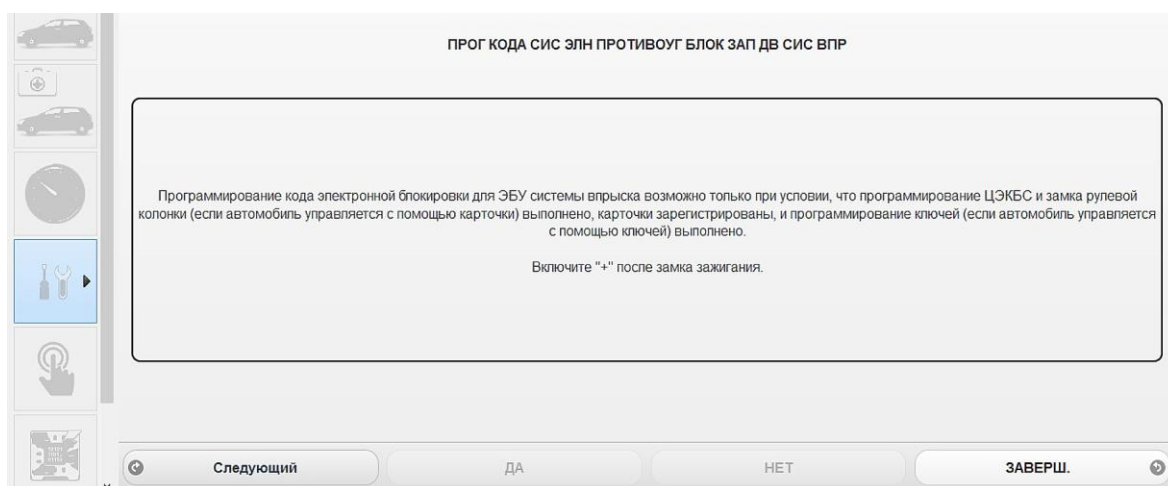 ПРОГ КОДА СИС ЭЛН ПРОТИВОУГ БЛОК ЗАП ДВ СИС ВПР
Программирование кода электронной блокировки для ЭБУ системы впрыска возможно только при условии, что программирование ЦЭКБС и замка рулевой
колонки (если автомобиль управляется с помощью карточки) выполнено, карточки зарегистрированы, и программирование ключей (если автомобиль управляется
с помощью ключей) выполнено.
Включите "+" после замка зажигания.
Следующий
ДА
НЕТ
ЗАВЕРШ.